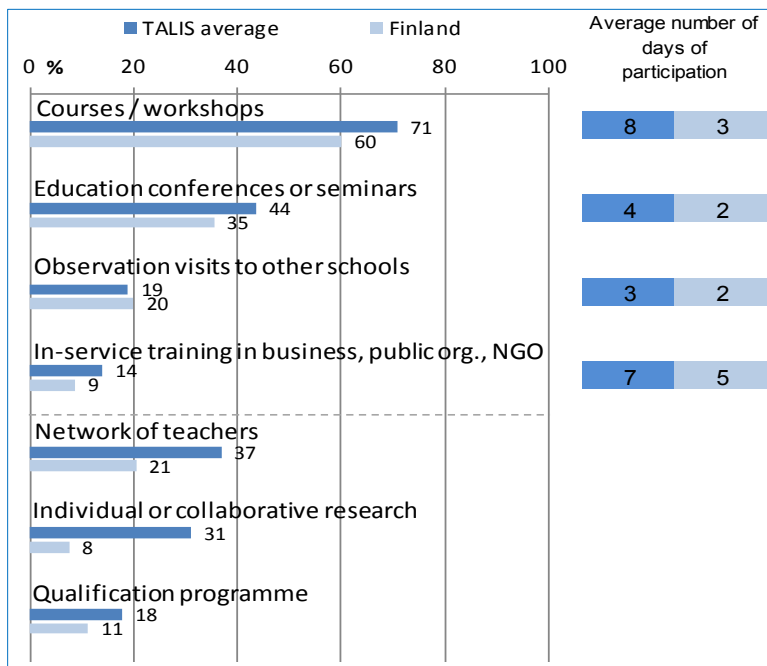 TALIS average Finland
0 % 20 40 60 80 100
Average number of
days of
participation
Courses / workshops
71
60
8 3
Education conferences or seminars
44
35
4 2
Observation visits to other schools
19
20
3 2
In-service training in business, public org., NGO
14
9
7 5
Network of teachers
37
21
Individual or collaborative research
31
8
Qualification programme
18
11